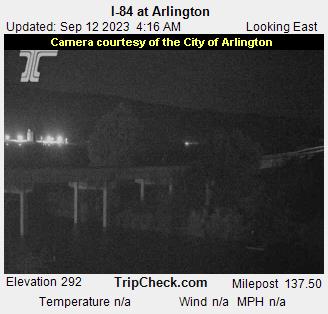 I-84 at Arlington
Updated: Sep 12 2023 4:16 AM Looking East
Camera courtesy of the City of Arlington
Elevation 292 TripCheck.com Milepost 137.50
Temperature n/a Wind n/a MPH n/a